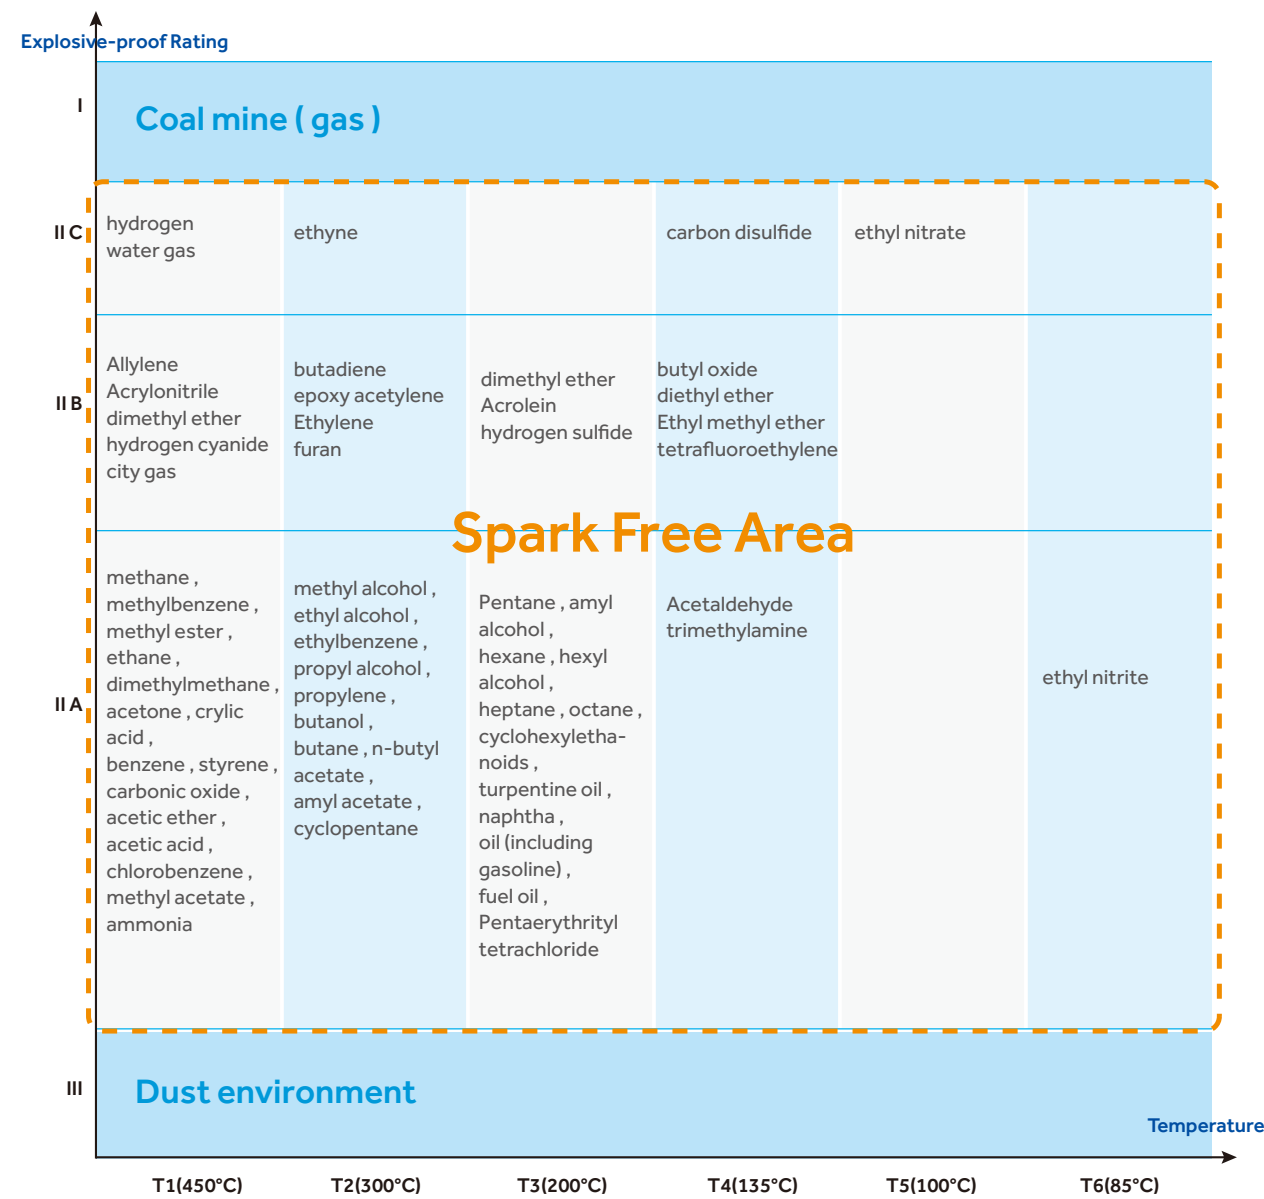 Explosive-proof Rating
I
Coal mine ( gas )
II C
hydrogen
water gas
ethyne
carbon disulfide
ethyl nitrate
II B
Allylene
Acrylonitrile
dimethyl ether
hydrogen cyanide
city gas
butadiene
epoxy acetylene
Ethylene
furan
dimethyl ether
Acrolein
hydrogen sulfide
butyl oxide
diethyl ether
Ethyl methyl ether
tetrafluoroethylene
Spark Free Area
II A
methane ,
methylbenzene ,
methyl ester ,
ethane ,
dimethylmethane ,
acetone , crylic
acid ,
benzene , styrene ,
carbonic oxide ,
acetic ether ,
acetic acid ,
chlorobenzene ,
methyl acetate ,
ammonia
methyl alcohol ,
ethyl alcohol ,
ethylbenzene ,
propyl alcohol ,
propylene ,
butanol ,
butane , n-butyl
acetate ,
amyl acetate ,
cyclopentane
Pentane , amyl
alcohol ,
hexane , hexyl
alcohol ,
heptane , octane ,
cyclohexyletha-
noids ,
turpentine oil ,
naphtha ,
oil (including
gasoline) ,
fuel oil ,
Pentaerythrityl
tetrachloride
Acetaldehyde
trimethylamine
ethyl nitrite
III
Dust environment
Temperature
T1(450°C)
T2(300°C)
T3(200°C)
T4(135°C)
T5(100°C)
T6(85°C)